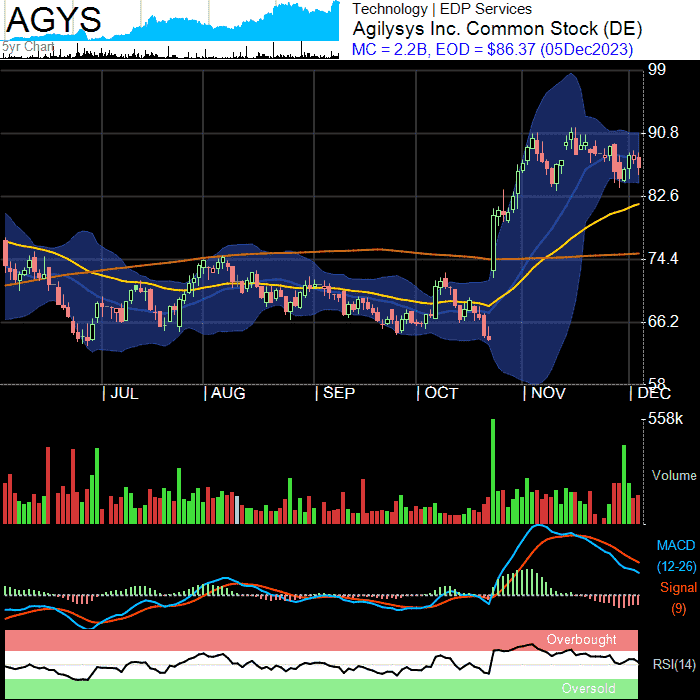 AGYS
5yr Chart
Technology | EDP Services
Agilysys Inc. Common Stock (DE)
MC = 2.2B, EOD = $86.37 (05Dec2023)
99
90.8
82.6
74.4
66.2
58
JUL
AUG
SEP
OCT
NOV
DEC
558k
Volume
MACD
(12-26)
Signal
(9)
Overbought
RSI(14)
Oversold